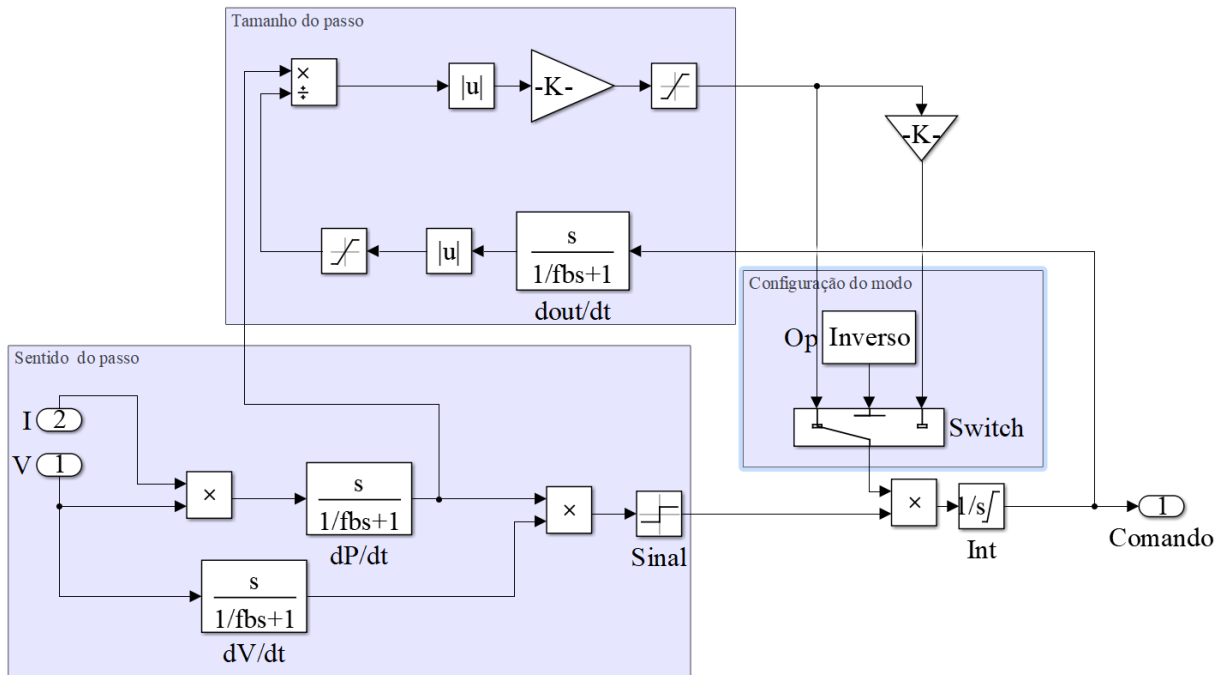 Tamanho do passo
×
÷
|u|
-K-
-K-
|u|
s
1/fbs+1
dout/dt
Configuração do modo
Op
Inverso
Switch
Sentido do passo
I
2
V
1
×
s
1/fbs+1
dP/dt
×
Sinal
×
1/s
Int
1
Comando
s
1/fbs+1
dV/dt